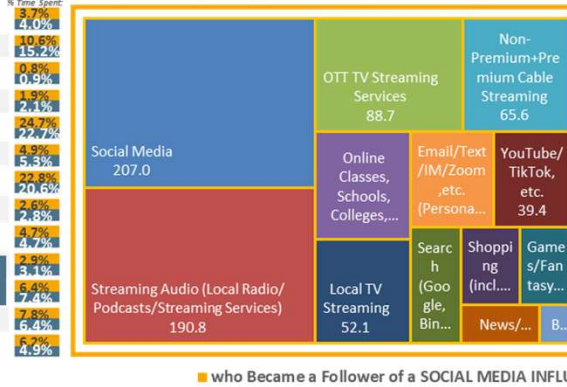 % Time Spent:
3.7%
4.0%
10.6%
15.2%
0.8%
0.9%
1.9%
2.1%
24.7%
22.7%
4.9%
5.3%
22.8%
20.6%
2.6%
2.8%
4.7%
4.7%
2.9%
3.1%
6.4%
7.4%
7.8%
6.4%
6.2%
4.9%
Social Media
207.0
Streaming Audio (Local Radio/
Podcasts/Streaming Services)
190.8
OTT TV Streaming
Services
88.7
Non-
Premium+Pre
mium Cable
Streaming
65.6
Online
Classes,
Schools,
Colleges,...
Email/Text
/IM/Zoom
,etc.
(Persona...
YouTube/
TikTok,
etc.
39.4
Local TV
Streaming
52.1
Searc
h
(Goo
gle,
Bin...
Shoppi
ng
(incl....
Game
s/Fan
tasy...
News/...
B...
who Became a Follower of a SOCIAL MEDIA INFLU